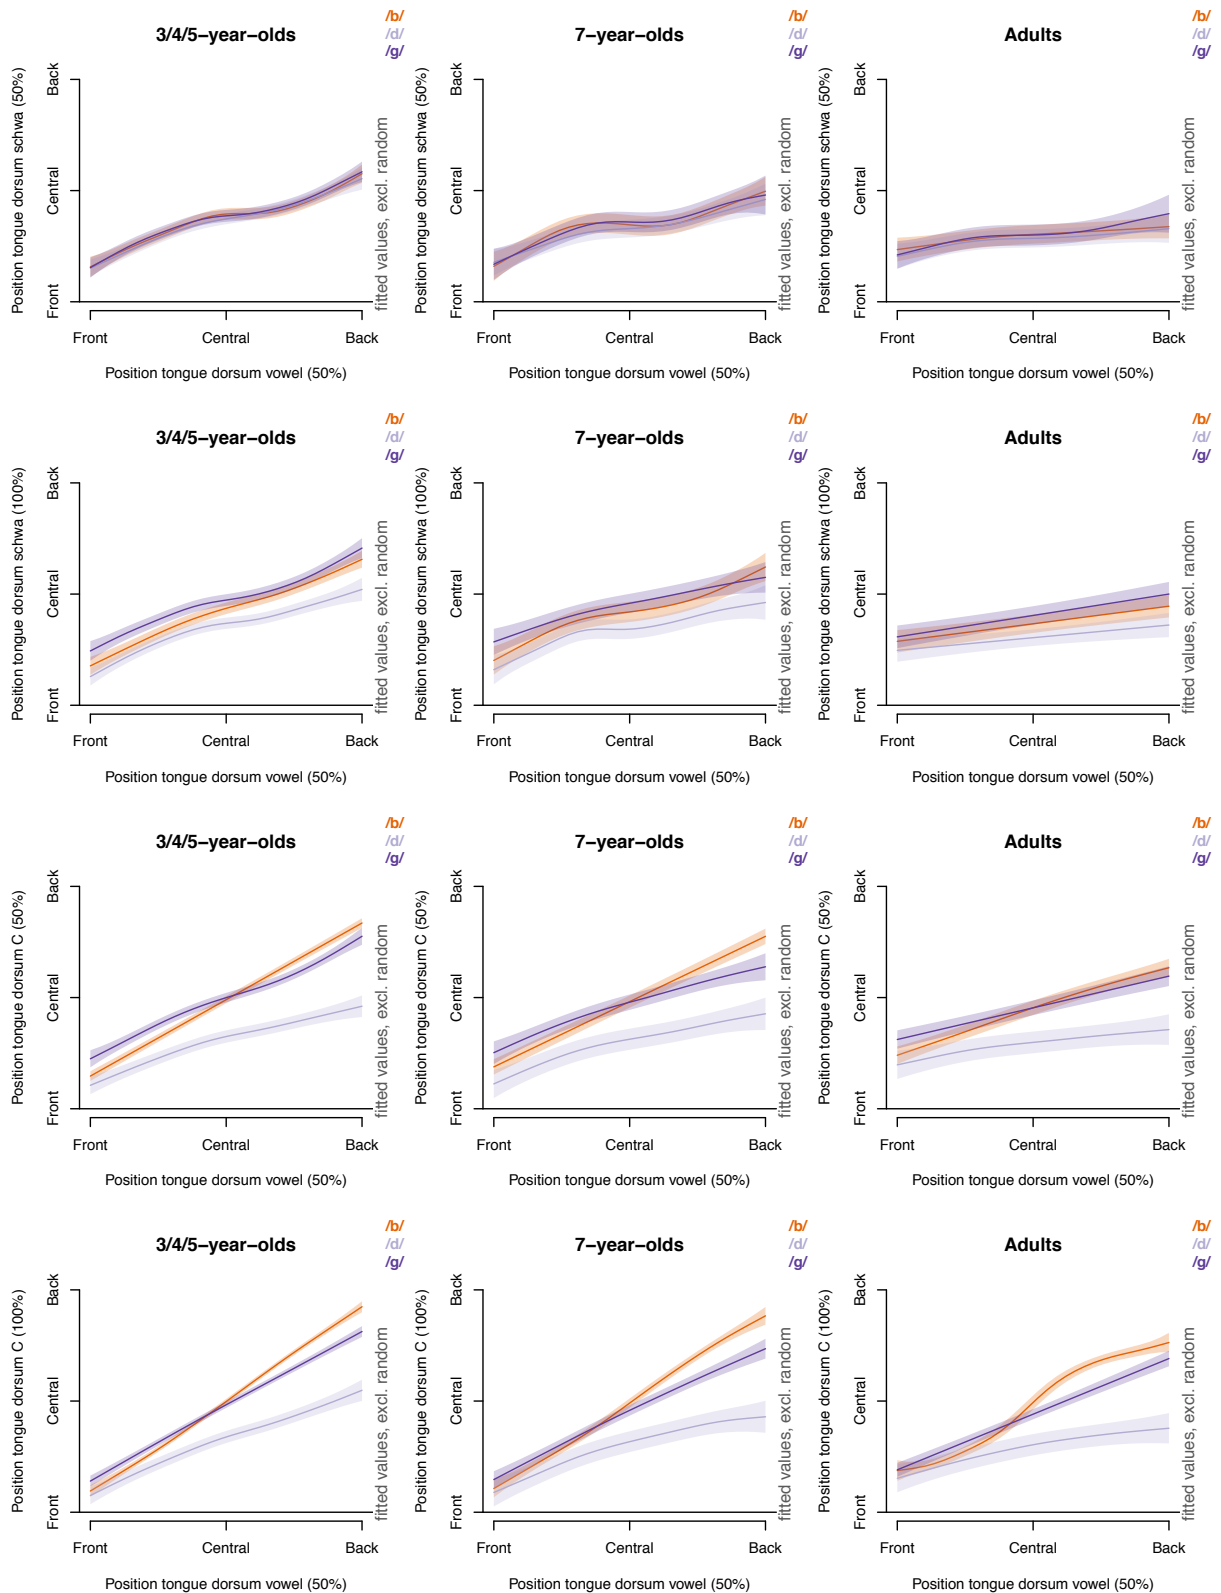 /b/
/d/
/g/
3/4/5−year−olds
Position tongue dorsum schwa (50%)
Back
Central
Front
fitted values, excl. random
Front Central Back
Position tongue dorsum vowel (50%)
/b/
/d/
/g/
7−year−olds
Position tongue dorsum schwa (50%)
Back
Central
Front
fitted values, excl. random
Front Central Back
Position tongue dorsum vowel (50%)
/b/
/d/
/g/
Adults
Position tongue dorsum schwa (50%)
Back
Central
Front
fitted values, excl. random
Front Central Back
Position tongue dorsum vowel (50%)
/b/
/d/
/g/
3/4/5−year−olds
Position tongue dorsum schwa (100%)
Back
Central
Front
fitted values, excl. random
Front Central Back
Position tongue dorsum vowel (50%)
/b/
/d/
/g/
7−year−olds
Position tongue dorsum schwa (100%)
Back
Central
Front
fitted values, excl. random
Front Central Back
Position tongue dorsum vowel (50%)
/b/
/d/
/g/
Adults
Position tongue dorsum schwa (100%)
Back
Central
Front
fitted values, excl. random
Front Central Back
Position tongue dorsum vowel (50%)
/b/
/d/
/g/
3/4/5−year−olds
Position tongue dorsum C (50%)
Back
Central
Front
fitted values, excl. random
Front Central Back
Position tongue dorsum vowel (50%)
/b/
/d/
/g/
7−year−olds
Position tongue dorsum C (50%)
Back
Central
Front
fitted values, excl. random
Front Central Back
Position tongue dorsum vowel (50%)
/b/
/d/
/g/
Adults
Position tongue dorsum C (50%)
Back
Central
Front
fitted values, excl. random
Front Central Back
Position tongue dorsum vowel (50%)
/b/
/d/
/g/
3/4/5−year−olds
Position tongue dorsum C (100%)
Back
Central
Front
fitted values, excl. random
Front Central Back
Position tongue dorsum vowel (50%)
/b/
/d/
/g/
7−year−olds
Position tongue dorsum C (100%)
Back
Central
Front
fitted values, excl. random
Front Central Back
Position tongue dorsum vowel (50%)
/b/
/d/
/g/
Adults
Position tongue dorsum C (100%)
Back
Central
Front
fitted values, excl. random
Front Central Back
Position tongue dorsum vowel (50%)